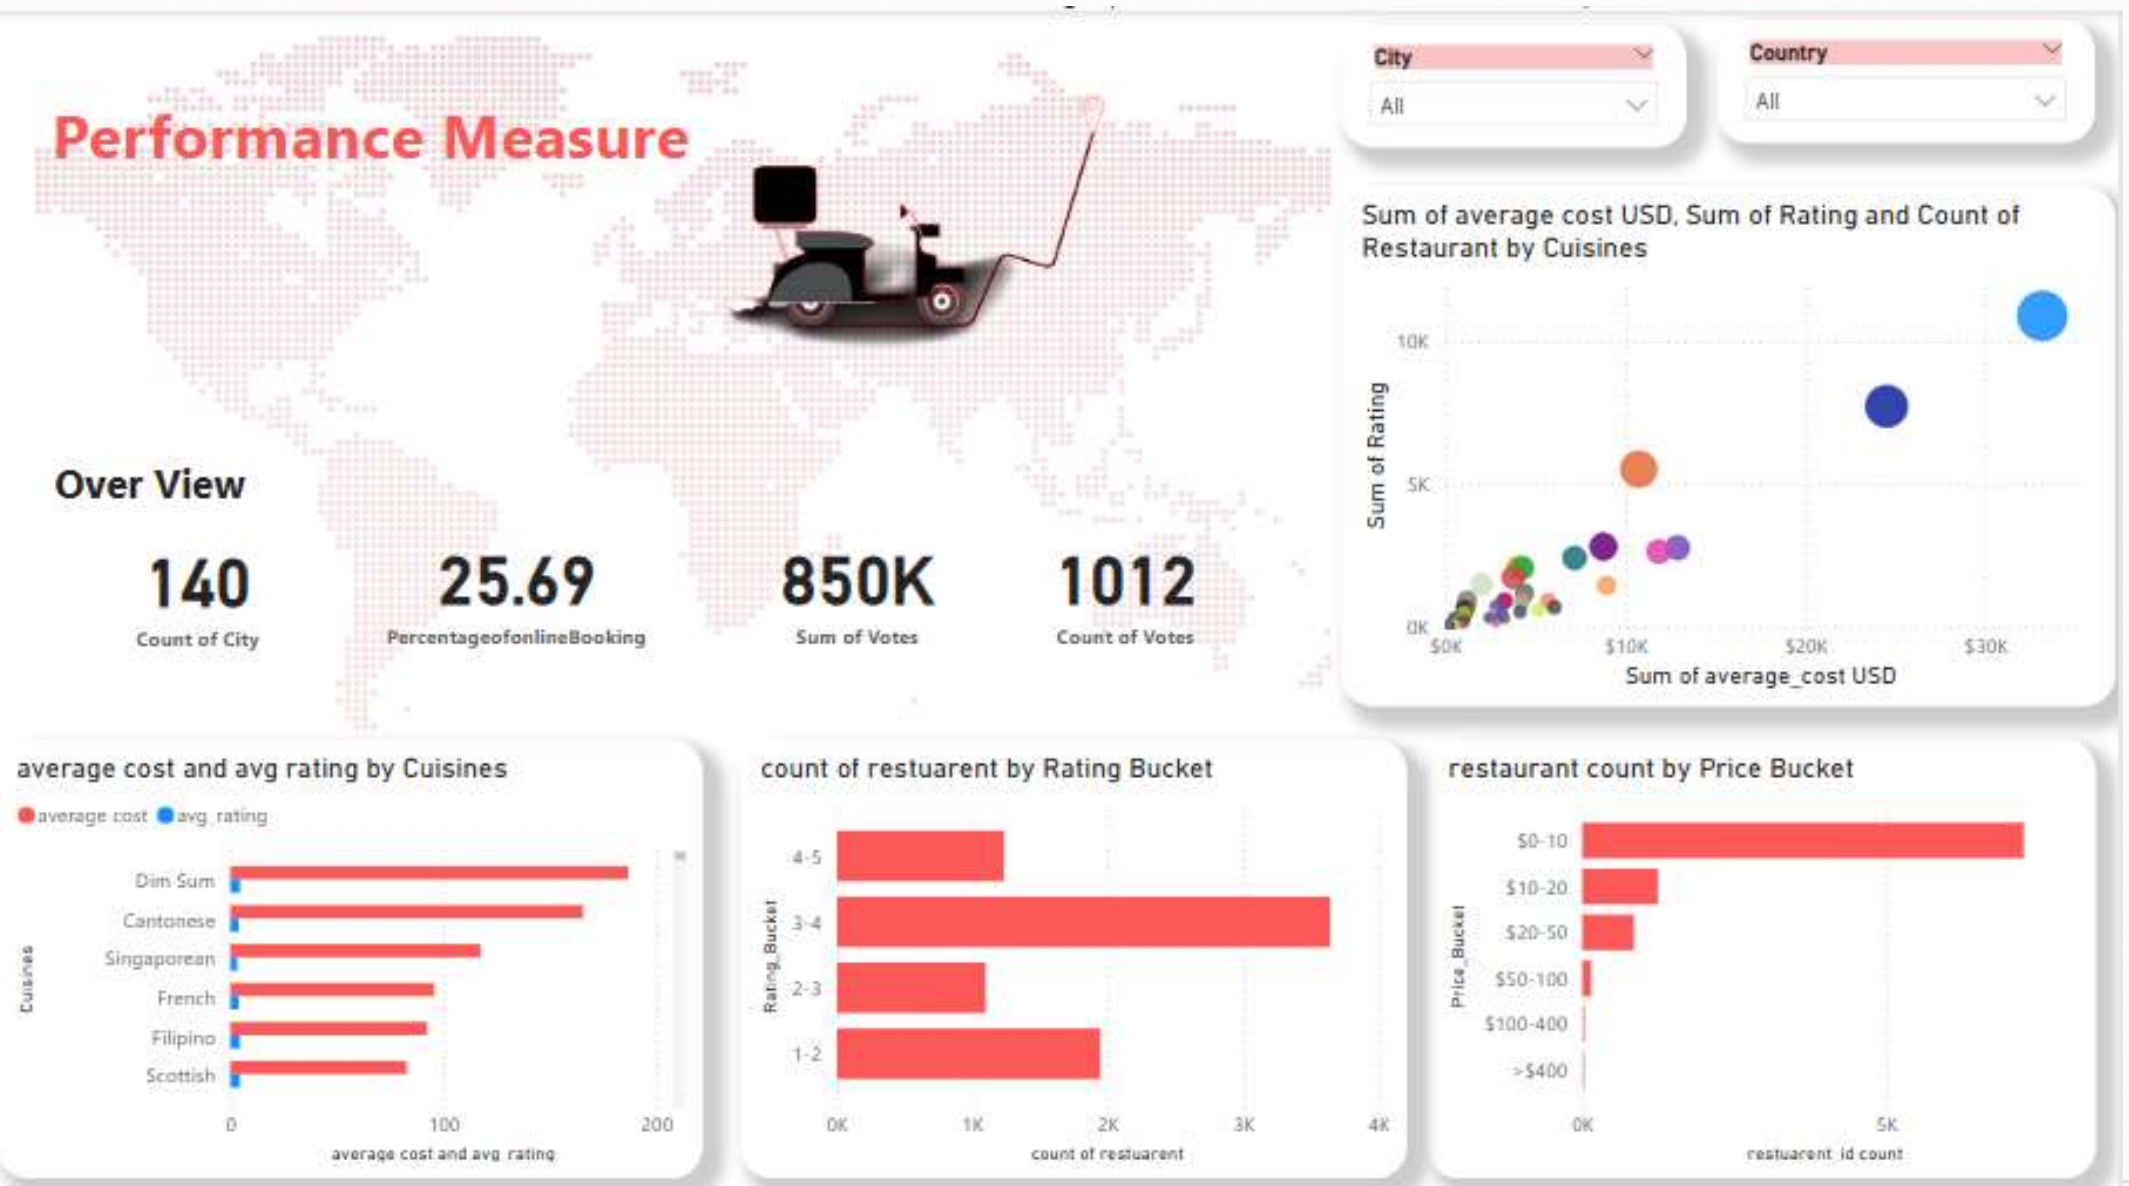 City
All
Country
All
Performance Measure
Over View
140
Count of City
25.69
PercentageofonlineBooking
850K
Sum of Votes
1012
Count of Votes
Sum of average cost USD, Sum of Rating and Count of
Restaurant by Cuisines
Sum of Rating
10K
5K
0K
$0K
$10K
$20K
$30K
Sum of average_cost USD
average cost and avg rating by Cuisines
average cost
avg_rating
Cuisines
Dim Sum
Cantonese
Singaporean
French
Filipino
Scottish
0
100
200
average cost and avg_rating
count of restuarent by Rating Bucket
Rating_Bucket
4-5
3-4
2-3
1-2
0K
1K
2K
3K
4K
count of restuarent
restaurant count by Price Bucket
Price_Bucket
$0-10
$10-20
$20-50
$50-100
$100-400
>$400
0K
5K
restuarent_id count